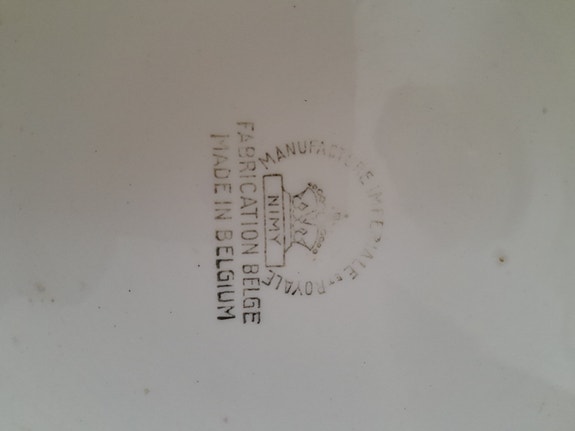 MANUFACTURE IMPERIALE ET ROYALE
NIMY
FABRICATION BELGE
MADE IN BELGIUM